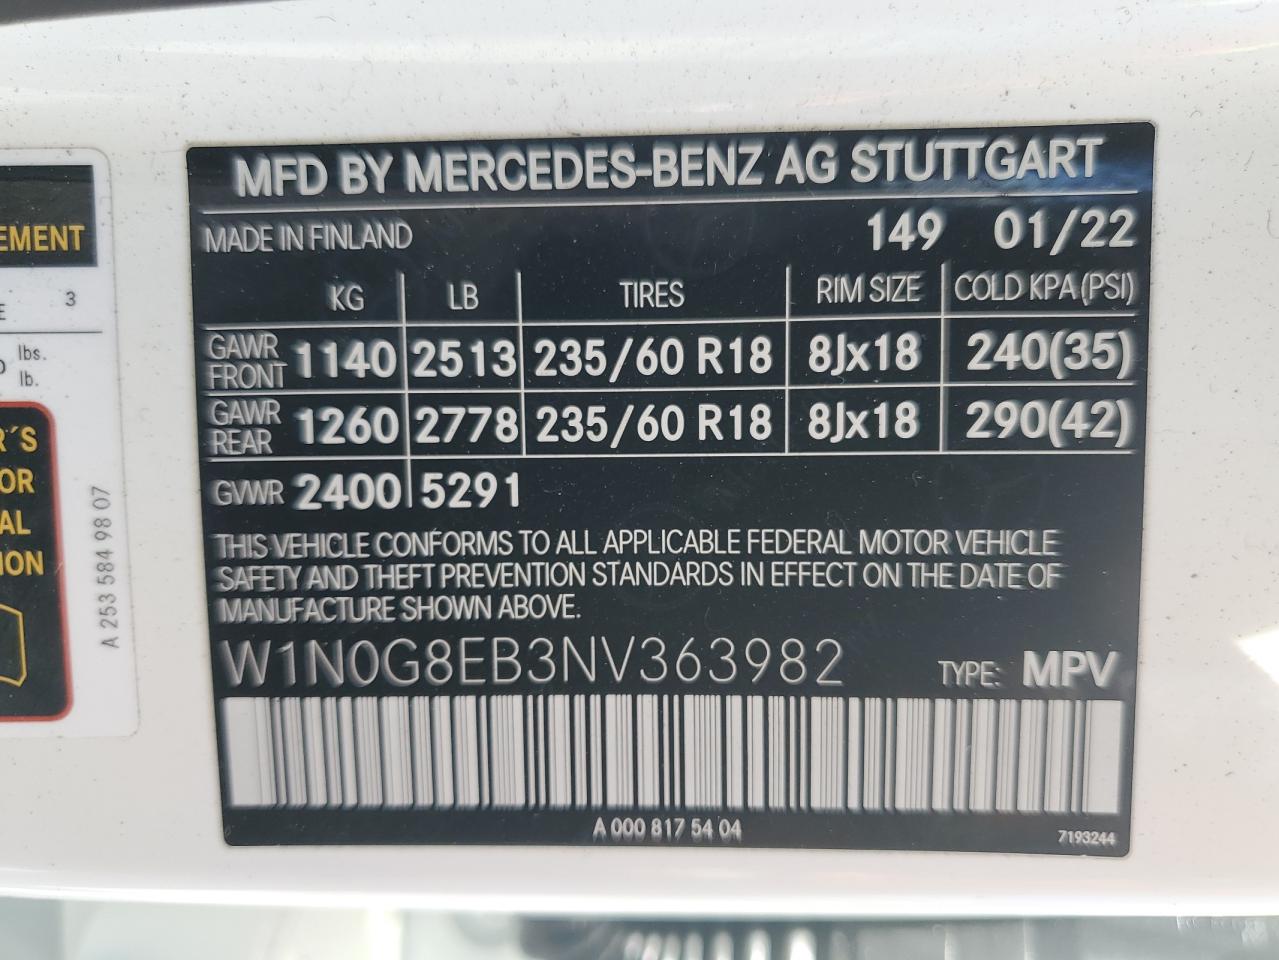 MFD BY MERCEDES-BENZ AG STUTTGART
MADE IN FINLAND 149 01/22
KG LB TIRES RIM SIZE COLD KPA (PSI)
GAWR FRONT 1140 2513 235/60 R18 8Jx18 240(35)
GAWR REAR 1260 2778 235/60 R18 8Jx18 290(42)
GVWR 2400 5291
THIS VEHICLE CONFORMS TO ALL APPLICABLE FEDERAL MOTOR VEHICLE
SAFETY AND THEFT PREVENTION STANDARDS IN EFFECT ON THE DATE OF
MANUFACTURE SHOWN ABOVE.
W1N0G8EB3NV363982 TYPE: MPV
A 000 817 54 04
7193244
EMENT
E 3
lbs.
lb.
R´S
OR
AL
ION
A 253 584 98 07